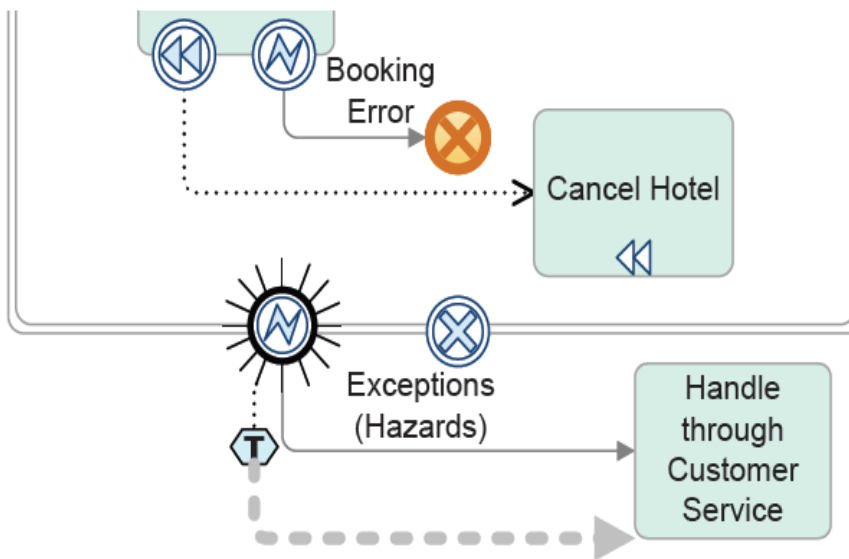 Booking
Error
Cancel Hotel
Exceptions
(Hazards)
Handle
through
Customer
Service
T